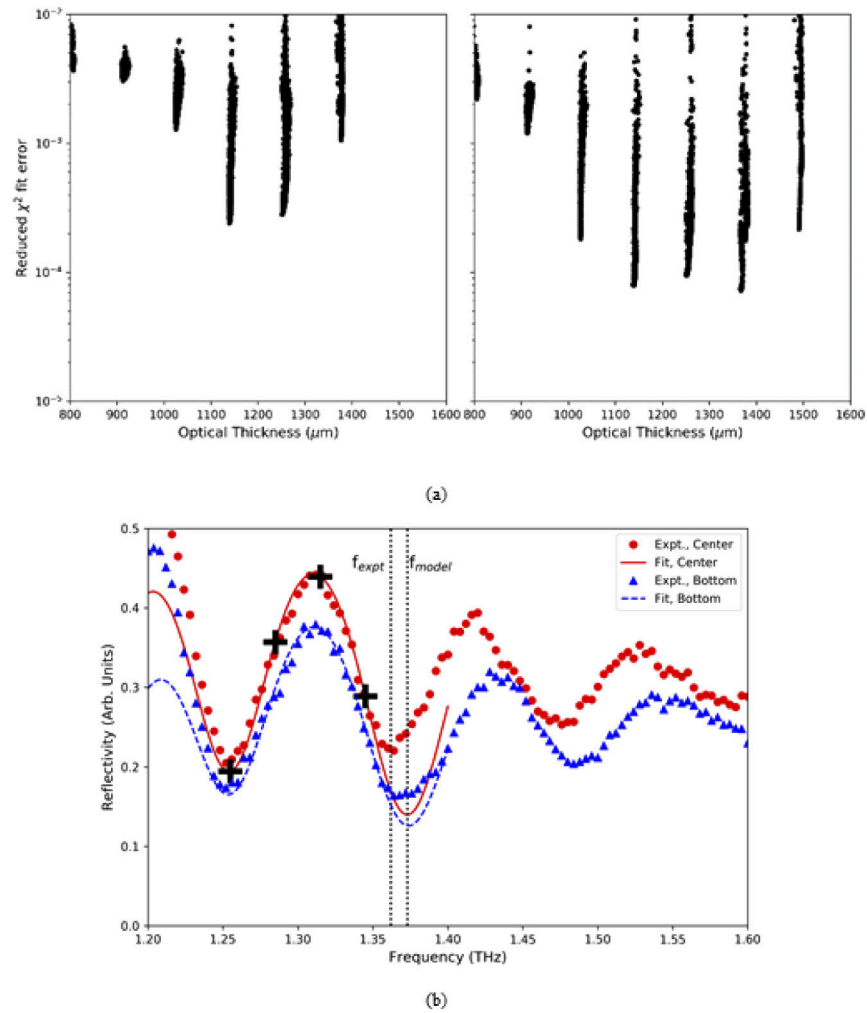 10⁻²
10⁻³
10⁻⁴
10⁻⁵
Reduced χ² fit error
800 900 1000 1100 1200 1300 1400 1500 1600
800 900 1000 1100 1200 1300 1400 1500 1600
Optical Thickness (μm)
Optical Thickness (μm)
(a)
0.5
0.4
0.3
0.2
0.1
0.0
Reflectivity (Arb. Units)
f_expt
f_model
Expt., Center
Fit, Center
Expt., Bottom
Fit, Bottom
1.20 1.25 1.30 1.35 1.40 1.45 1.50 1.55 1.60
Frequency (THz)
(b)